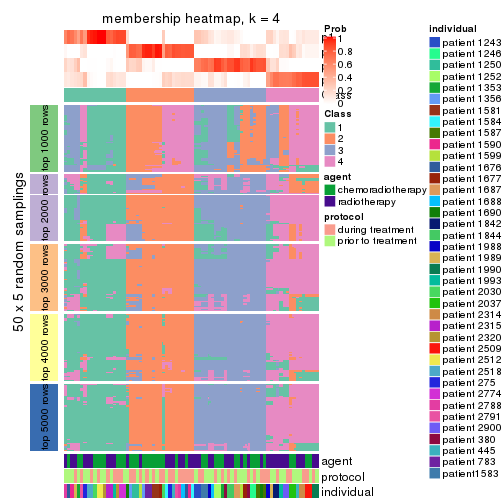 membership heatmap, k = 4
50 x 5 random samplings
top 1000 rows
top 2000 rows
top 3000 rows
top 4000 rows
top 5000 rows
Prob
1
0.8
0.6
0.4
0.2
0
Class
1
2
3
4
agent
chemoradiotherapy
radiotherapy
protocol
during treatment
prior to treatment
agent
protocol
individual
individual
patient 1243
patient 1246
patient 1250
patient 1252
patient 1353
patient 1356
patient 1581
patient 1584
patient 1587
patient 1590
patient 1599
patient 1676
patient 1677
patient 1687
patient 1688
patient 1690
patient 1842
patient 1844
patient 1988
patient 1989
patient 1990
patient 1993
patient 2030
patient 2037
patient 2314
patient 2315
patient 2320
patient 2509
patient 2512
patient 2518
patient 275
patient 2774
patient 2788
patient 2791
patient 2900
patient 380
patient 445
patient 783
patient1583